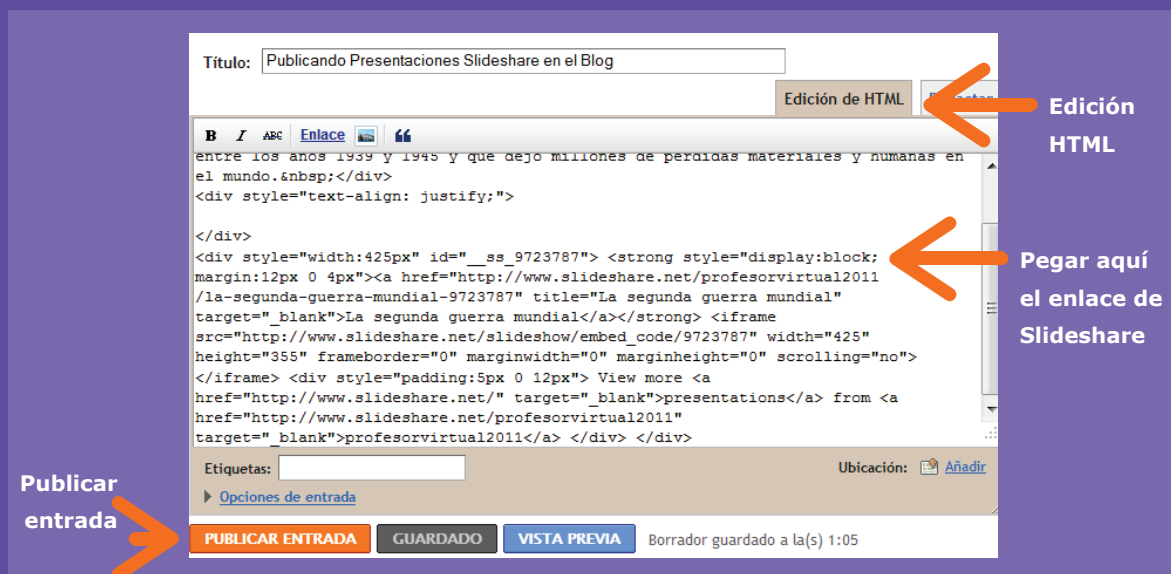 Título: Publicando Presentaciones Slideshare en el Blog
Edición de HTML
Edición
HTML
B I ABC Enlace
entre los años 1939 y 1945 y que dejó millones de pérdidas materiales y humanas en
el mundo.&nbsp;</div>
<div style="text-align: justify;">
</div>
<div style="width:425px" id="__ss_9723787"> <strong style="display:block;
margin:12px 0 4px"><a href="http://www.slideshare.net/profesorvirtual2011
/la-segunda-guerra-mundial-9723787" title="La segunda guerra mundial"
target="_blank">La segunda guerra mundial</a></strong> <iframe
src="http://www.slideshare.net/slideshow/embed_code/9723787" width="425"
height="355" frameborder="0" marginwidth="0" marginheight="0" scrolling="no">
</iframe> <div style="padding:5px 0 12px"> View more <a
href="http://www.slideshare.net/" target="_blank">presentations</a> from <a
href="http://www.slideshare.net/profesorvirtual2011"
target="_blank">profesorvirtual2011</a> </div> </div>
Pegar aquí
el enlace de
Slideshare
Etiquetas:
Ubicación: Añadir
Opciones de entrada
Publicar
entrada
PUBLICAR ENTRADA GUARDADO VISTA PREVIA Borrador guardado a la(s) 1:05